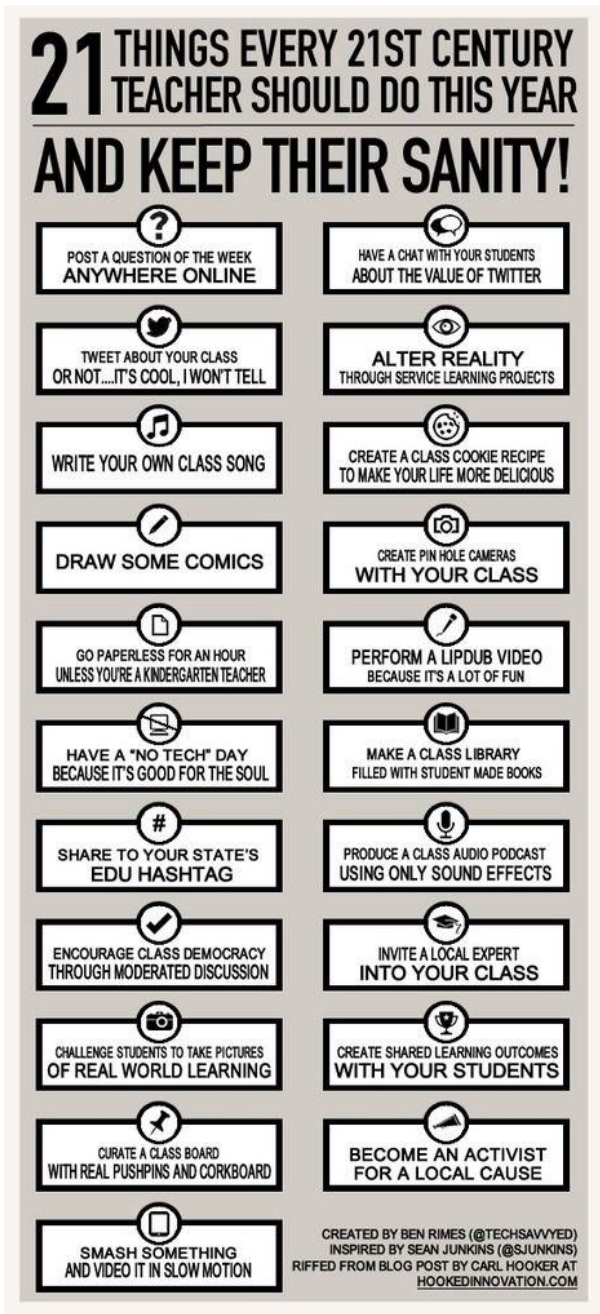 21 THINGS EVERY 21ST CENTURY
TEACHER SHOULD DO THIS YEAR
AND KEEP THEIR SANITY!
?
POST A QUESTION OF THE WEEK
ANYWHERE ONLINE
TWEET ABOUT YOUR CLASS
OR NOT....IT'S COOL, I WON'T TELL
WRITE YOUR OWN CLASS SONG
DRAW SOME COMICS
GO PAPERLESS FOR AN HOUR
UNLESS YOU'RE A KINDERGARTEN TEACHER
HAVE A "NO TECH" DAY
BECAUSE IT'S GOOD FOR THE SOUL
#
SHARE TO YOUR STATE'S
EDU HASHTAG
ENCOURAGE CLASS DEMOCRACY
THROUGH MODERATED DISCUSSION
CHALLENGE STUDENTS TO TAKE PICTURES
OF REAL WORLD LEARNING
CURATE A CLASS BOARD
WITH REAL PUSHPINS AND CORKBOARD
SMASH SOMETHING
AND VIDEO IT IN SLOW MOTION
HAVE A CHAT WITH YOUR STUDENTS
ABOUT THE VALUE OF TWITTER
ALTER REALITY
THROUGH SERVICE LEARNING PROJECTS
CREATE A CLASS COOKIE RECIPE
TO MAKE YOUR LIFE MORE DELICIOUS
CREATE PIN HOLE CAMERAS
WITH YOUR CLASS
PERFORM A LIPDUB VIDEO
BECAUSE IT'S A LOT OF FUN
MAKE A CLASS LIBRARY
FILLED WITH STUDENT MADE BOOKS
PRODUCE A CLASS AUDIO PODCAST
USING ONLY SOUND EFFECTS
INVITE A LOCAL EXPERT
INTO YOUR CLASS
CREATE SHARED LEARNING OUTCOMES
WITH YOUR STUDENTS
BECOME AN ACTIVIST
FOR A LOCAL CAUSE
CREATED BY BEN RIMES (@TECHSAVVYED)
INSPIRED BY SEAN JUNKINS (@SJUNKINS)
RIFFED FROM BLOG POST BY CARL HOOKER AT
HOOKEDINNOVATION.COM